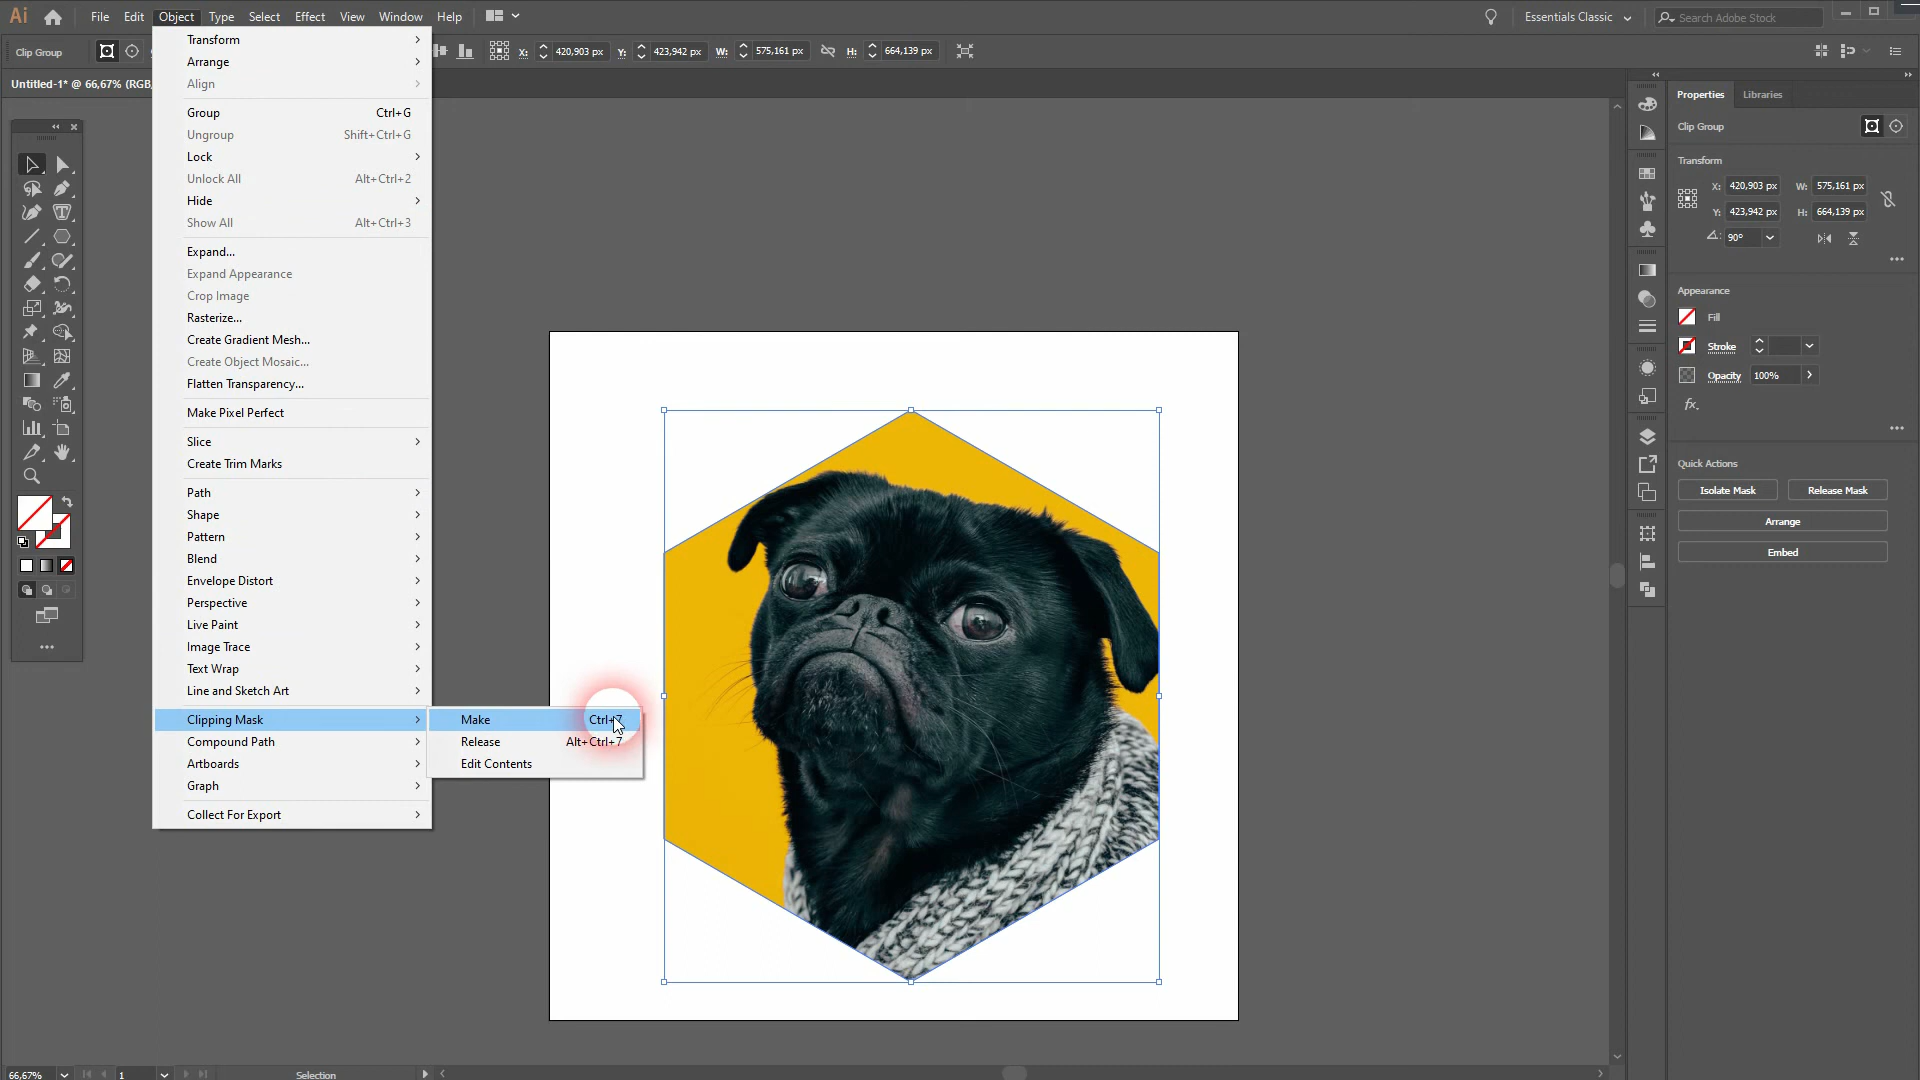 Ai File Edit Object Type Select Effect View Window Help Essentials Classic Search Adobe Stock
Clip Group X: 420,903 px Y: 423,942 px W: 575,161 px H: 664,139 px
Untitled-1* @ 66,67% (RGB
Transform
Arrange
Align
Group Ctrl+G
Ungroup Shift+Ctrl+G
Lock
Unlock All Alt+Ctrl+2
Hide
Show All Alt+Ctrl+3
Expand...
Expand Appearance
Crop Image
Rasterize...
Create Gradient Mesh...
Create Object Mosaic...
Flatten Transparency...
Make Pixel Perfect
Slice
Create Trim Marks
Path
Shape
Pattern
Blend
Envelope Distort
Perspective
Live Paint
Image Trace
Text Wrap
Line and Sketch Art
Clipping Mask
Compound Path
Artboards
Graph
Collect For Export
Make Ctrl+7
Release Alt+Ctrl+7
Edit Contents
Properties Libraries
Clip Group
Transform
X: 420,903 px W: 575,161 px
Y: 423,942 px H: 664,139 px
90°
Appearance
Fill
Stroke
Opacity 100%
fx.
Quick Actions
Isolate Mask Release Mask
Arrange
Embed
66,67% 1 Selection